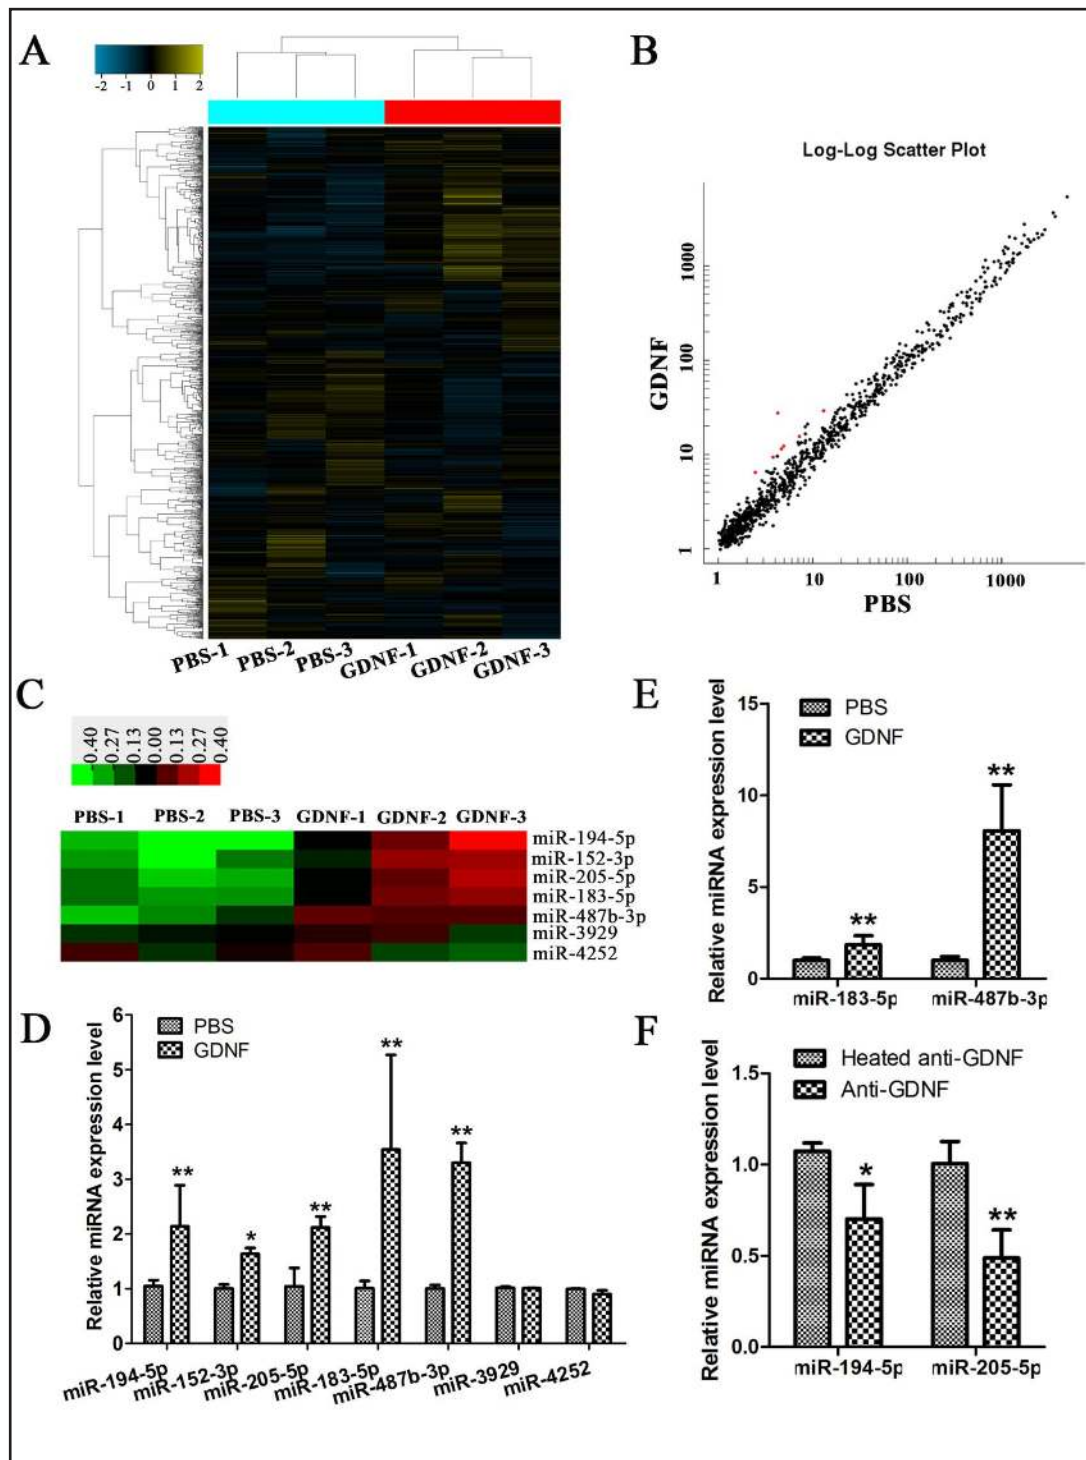 A
-2 -1 0 1 2
PBS-1 PBS-2 PBS-3 GDNF-1 GDNF-2 GDNF-3
B
Log-Log Scatter Plot
GDNF
1000
100
10
1
1 10 100 1000
PBS
C
0.40 0.27 0.13 0.00 0.13 0.27 0.40
PBS-1 PBS-2 PBS-3 GDNF-1 GDNF-2 GDNF-3
miR-194-5p
miR-152-3p
miR-205-5p
miR-183-5p
miR-487b-3p
miR-3929
miR-4252
D
Relative miRNA expression level
PBS
GDNF
6
5
4
3
2
1
0
** * ** ** **
miR-194-5p miR-152-3p miR-205-5p miR-183-5p miR-487b-3p miR-3929 miR-4252
E
Relative miRNA expression level
PBS
GDNF
15
10
5
0
** **
miR-183-5p miR-487b-3p
F
Relative miRNA expression level
Heated anti-GDNF
Anti-GDNF
1.5
1.0
0.5
0.0
* **
miR-194-5p miR-205-5p